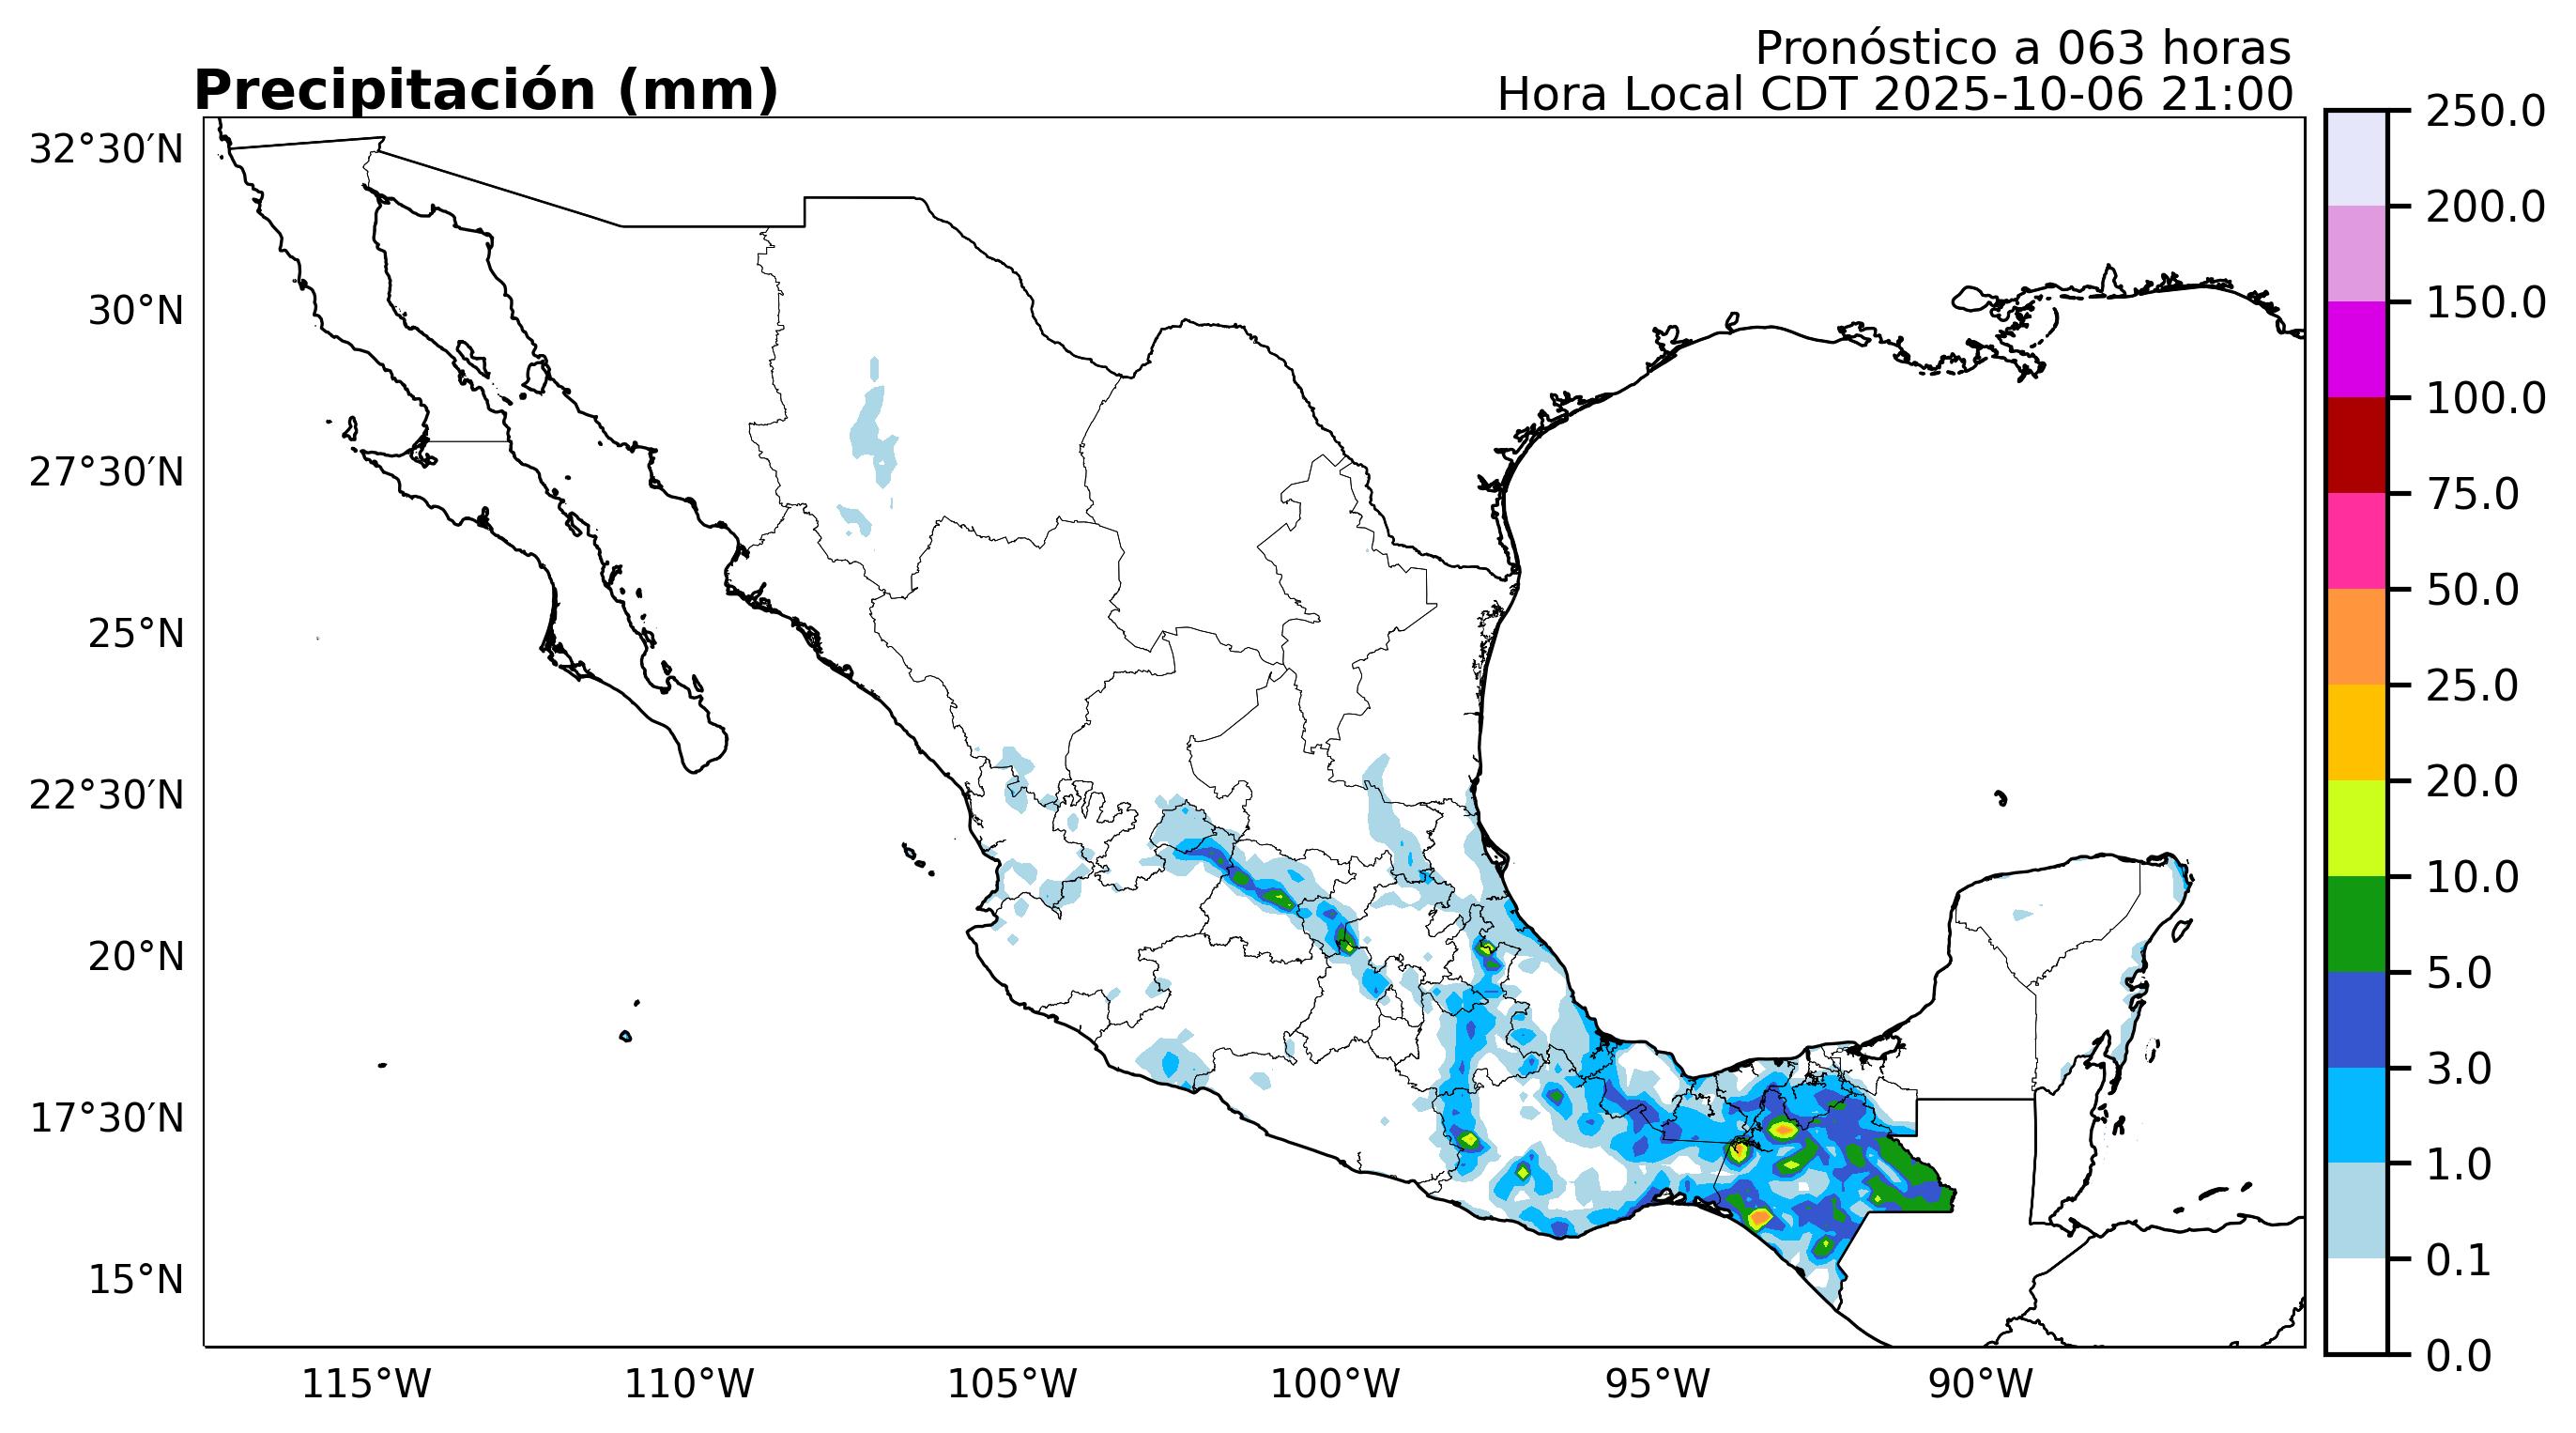 Pronóstico a 063 horas
Precipitación (mm)
Hora Local CDT 2025-10-06 21:00
32°30′N
30°N
27°30′N
25°N
22°30′N
20°N
17°30′N
15°N
115°W
110°W
105°W
100°W
95°W
90°W
250.0
200.0
150.0
100.0
75.0
50.0
25.0
20.0
10.0
5.0
3.0
1.0
0.1
0.0